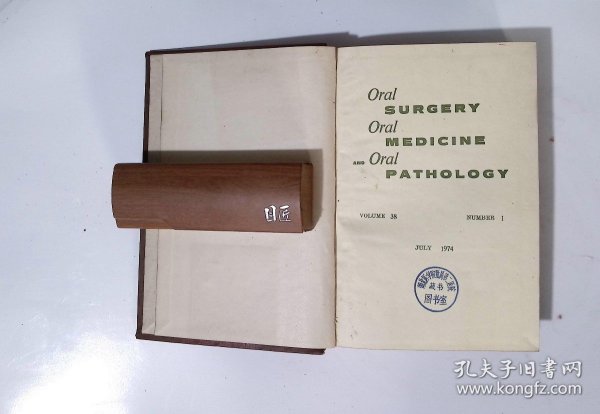 Oral
SURGERY
Oral
MEDICINE
AND Oral
PATHOLOGY
VOLUME 38
NUMBER 1
JULY 1974
藏书
图书室
目匠
孔夫子旧书网
www.kongfz.com